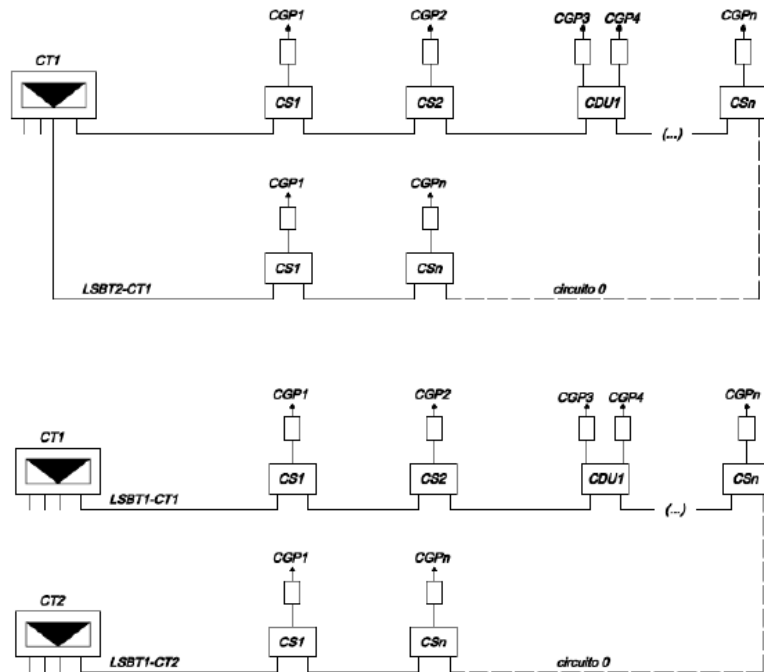 CGP1 CGP2 CGP3 CGP4 CGPn
CT1
CS1 CS2 CDU1 CSn
(...)
CGP1 CGPn
CS1 CSn
LSBT2-CT1 circuito 0
CGP1 CGP2 CGP3 CGP4 CGPn
CT1
CS1 CS2 CDU1 CSn
LSBT1-CT1 (...)
CGP1 CGPn
CT2
CS1 CSn
LSBT1-CT2 circuito 0